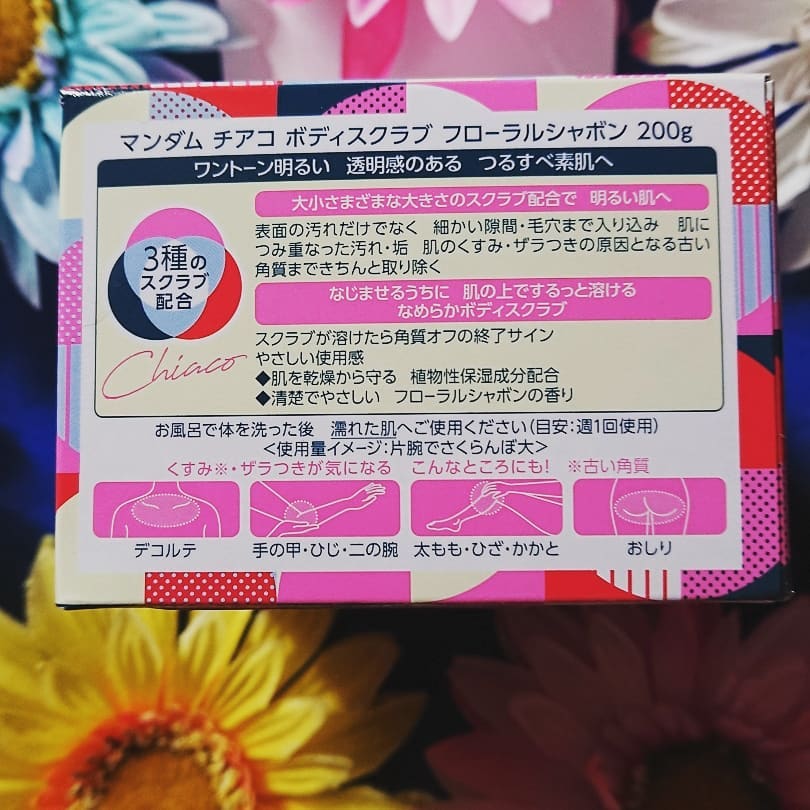 マンダム チアコ ボディスクラブ フローラルシャボン 200g
ワントーン明るい 透明感のある つるすべ素肌へ
3種の
スクラブ
配合
Chiaco
大小さまざまな大きさのスクラブ配合で 明るい肌へ
表面の汚れだけでなく 細かい隙間・毛穴まで入り込み 肌に
つみ重なった汚れ・垢 肌のくすみ・ザラつきの原因となる古い
角質まできちんと取り除く
なじませるうちに 肌の上でするっと溶ける
なめらかボディスクラブ
スクラブが溶けたら角質オフの終了サイン
やさしい使用感
◆肌を乾燥から守る 植物性保湿成分配合
◆清楚でやさしい フローラルシャボンの香り
お風呂で体を洗った後 濡れた肌へご使用ください(目安:週1回使用)
<使用量イメージ:片腕でさくらんぼ大>
くすみ※・ザラつきが気になる こんなところにも! ※古い角質
デコルテ
手の甲・ひじ・二の腕
太もも・ひざ・かかと
おしり